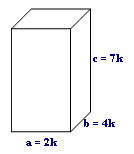 c = 7k
b = 4k
a = 2k